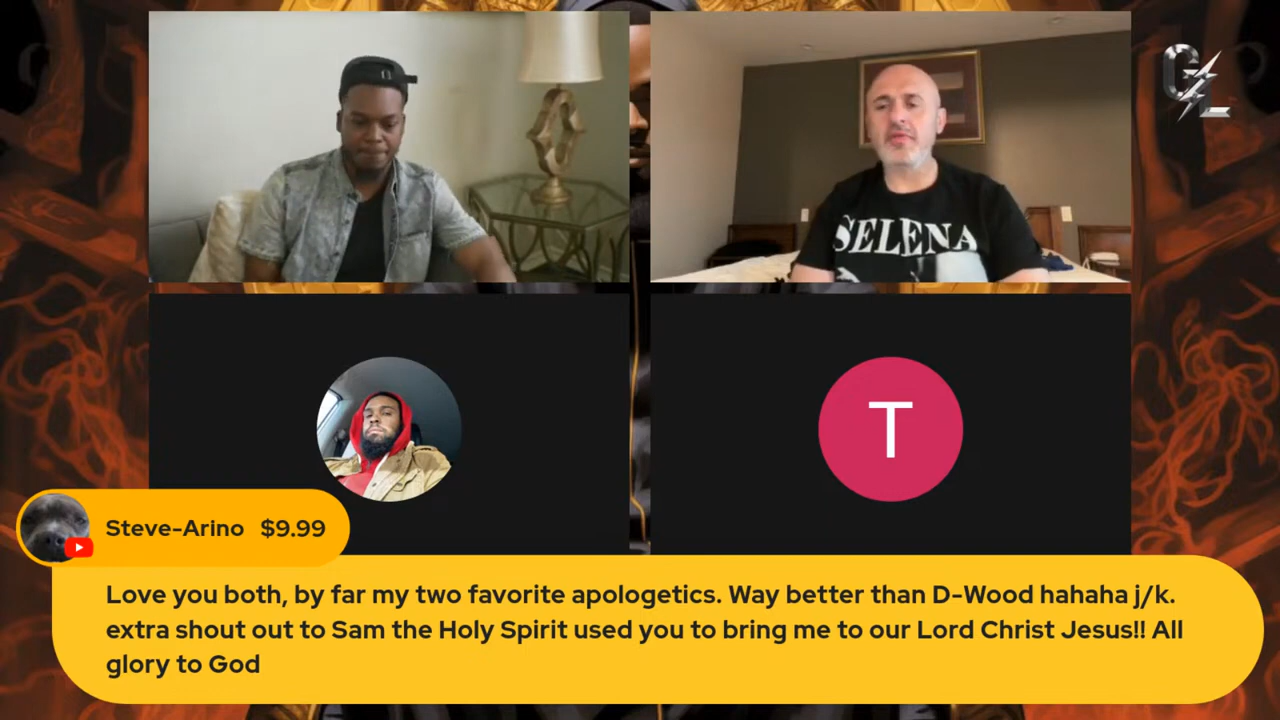 GL
SELENA
T
Steve-Arino $9.99
Love you both, by far my two favorite apologetics. Way better than D-Wood hahaha j/k.
extra shout out to Sam the Holy Spirit used you to bring me to our Lord Christ Jesus!! All
glory to God